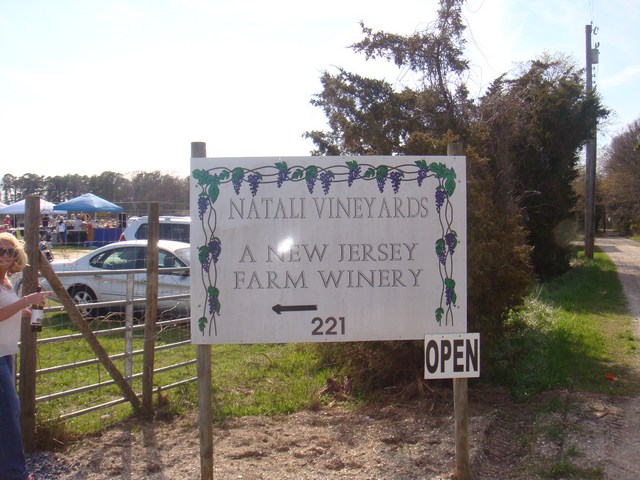 NATALI VINEYARDS
A NEW JERSEY
FARM WINERY
221
OPEN